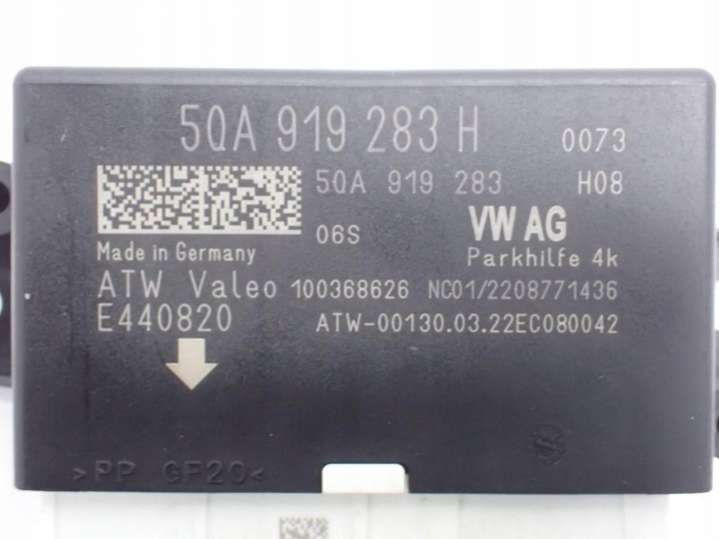 5QA 919 283 H 0073
5QA 919 283 H08
06S VW AG
Made in Germany Parkhilfe 4k
ATW Valeo 100368626 NC01/2208771436
E440820 ATW-00130.03.22EC080042
>PP GF20<